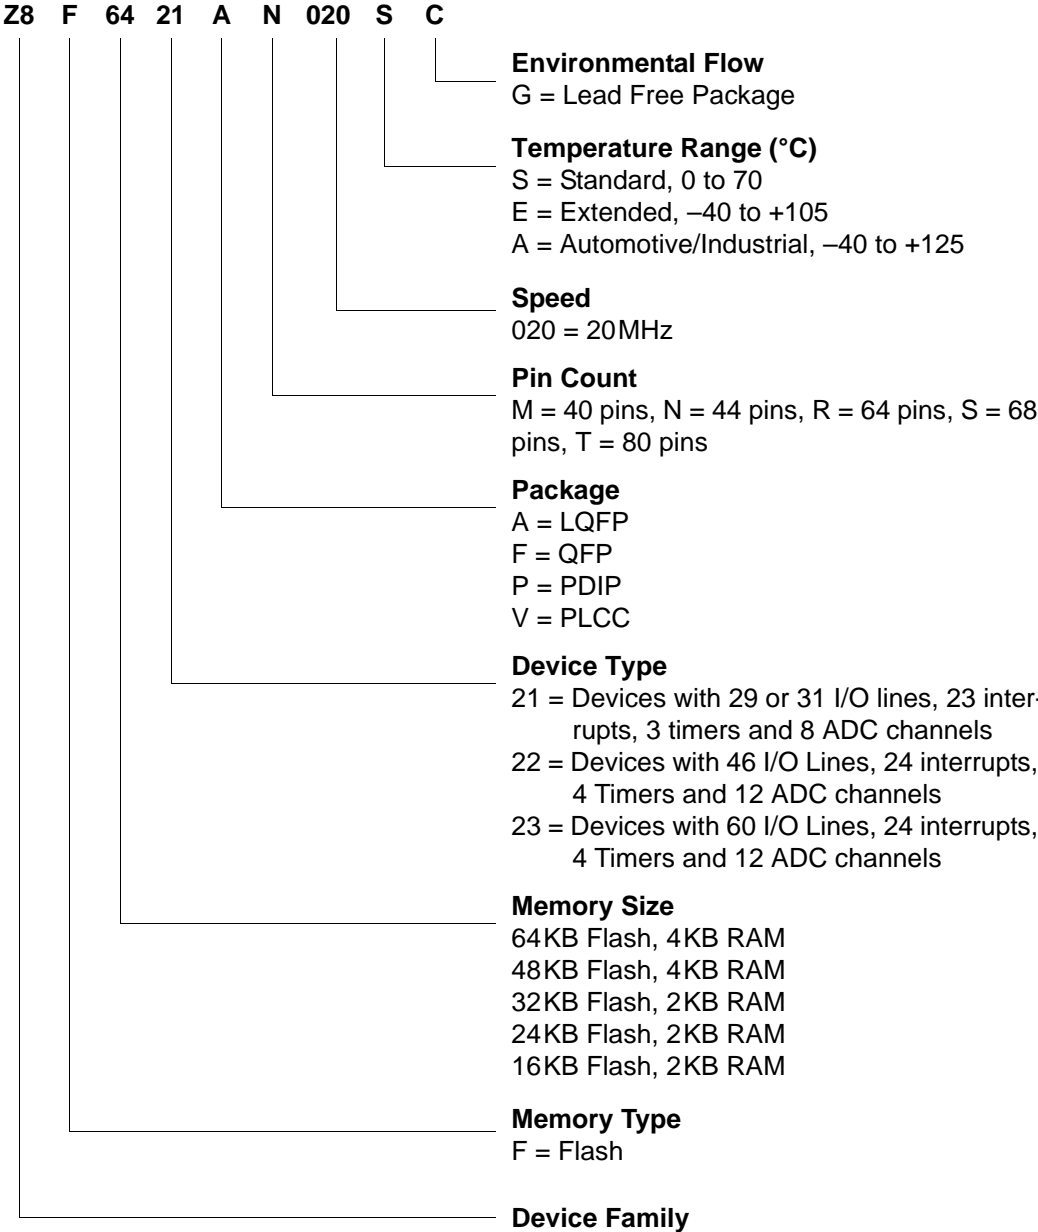 Z8 F 64 21 A N 020 S C
Environmental Flow
G = Lead Free Package
Temperature Range (°C)
S = Standard, 0 to 70
E = Extended, –40 to +105
A = Automotive/Industrial, –40 to +125
Speed
020 = 20MHz
Pin Count
M = 40 pins, N = 44 pins, R = 64 pins, S = 68
pins, T = 80 pins
Package
A = LQFP
F = QFP
P = PDIP
V = PLCC
Device Type
21 = Devices with 29 or 31 I/O lines, 23 inter-
rupts, 3 timers and 8 ADC channels
22 = Devices with 46 I/O Lines, 24 interrupts,
4 Timers and 12 ADC channels
23 = Devices with 60 I/O Lines, 24 interrupts,
4 Timers and 12 ADC channels
Memory Size
64KB Flash, 4KB RAM
48KB Flash, 4KB RAM
32KB Flash, 2KB RAM
24KB Flash, 2KB RAM
16KB Flash, 2KB RAM
Memory Type
F = Flash
Device Family